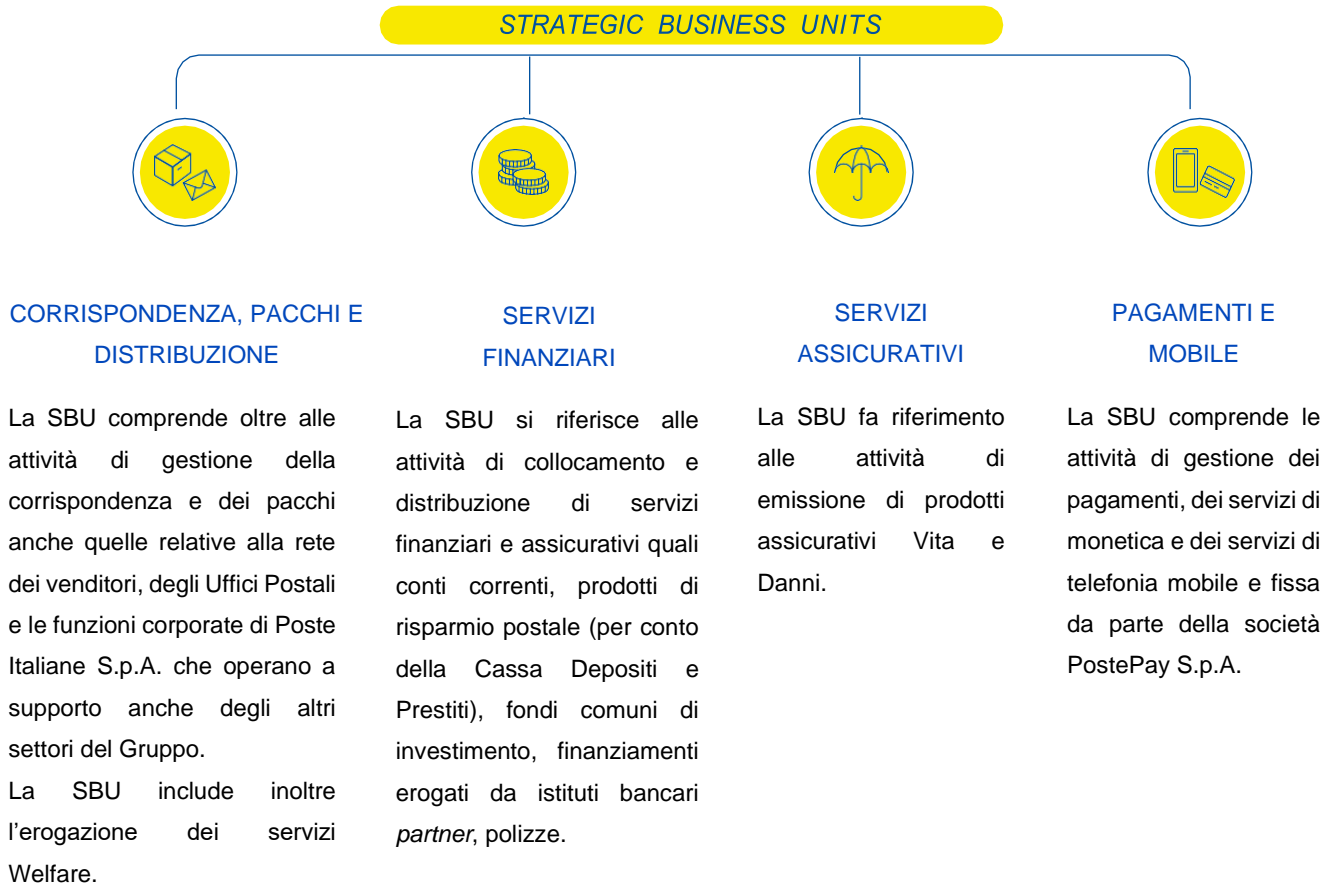 STRATEGIC BUSINESS UNITS
CORRISPONDENZA, PACCHI E
DISTRIBUZIONE
La SBU comprende oltre alle
attività di gestione della
corrispondenza e dei pacchi
anche quelle relative alla rete
dei venditori, degli Uffici Postali
e le funzioni corporate di Poste
Italiane S.p.A. che operano a
supporto anche degli altri
settori del Gruppo.
La SBU include inoltre
l’erogazione dei servizi
Welfare.
SERVIZI
FINANZIARI
La SBU si riferisce alle
attività di collocamento e
distribuzione di servizi
finanziari e assicurativi quali
conti correnti, prodotti di
risparmio postale (per conto
della Cassa Depositi e
Prestiti), fondi comuni di
investimento, finanziamenti
erogati da istituti bancari
partner, polizze.
SERVIZI
ASSICURATIVI
La SBU fa riferimento
alle attività di
emissione di prodotti
assicurativi Vita e
Danni.
PAGAMENTI E
MOBILE
La SBU comprende le
attività di gestione dei
pagamenti, dei servizi di
monetica e dei servizi di
telefonia mobile e fissa
da parte della società
PostePay S.p.A.